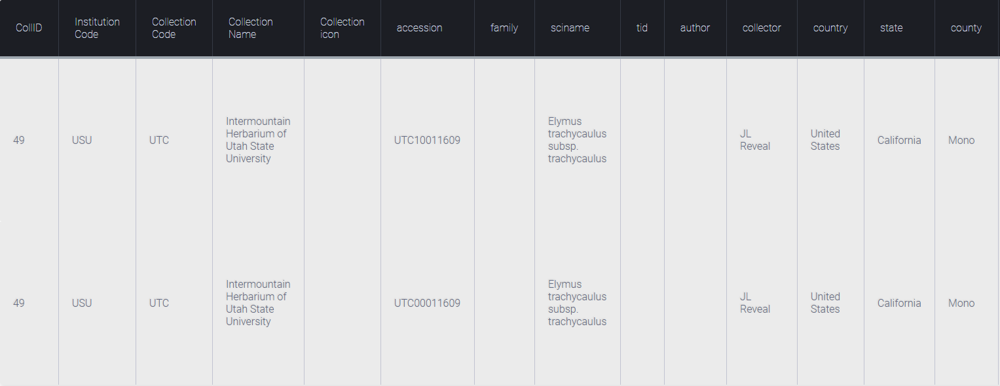 CollID
Institution
Code
Collection
Code
Collection
Name
Collection
icon
accession
family
sciname
tid
author
collector
country
state
county
49
USU
UTC
Intermountain
Herbarium of
Utah State
University
UTC10011609
Elymus
trachycaulus
subsp.
trachycaulus
JL
Reveal
United
States
California
Mono
49
USU
UTC
Intermountain
Herbarium of
Utah State
University
UTC00011609
Elymus
trachycaulus
subsp.
trachycaulus
JL
Reveal
United
States
California
Mono